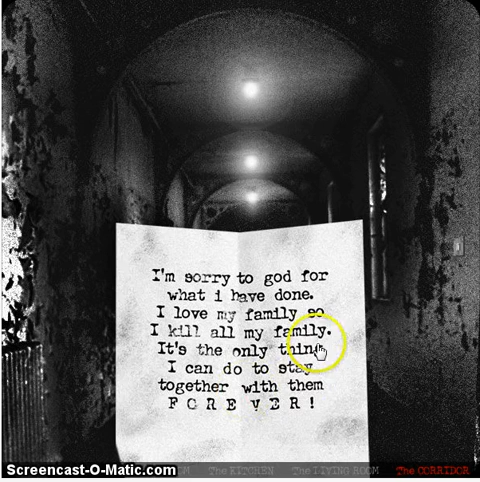 I'm sorry to god for
what i have done.
I love my family so
I kill all my family.
It's the only thin
I can do to stay
together with them
F O R E V E R !
The KITCHEN The LIVING ROOM The CORRIDOR
Screencast-O-Matic.com